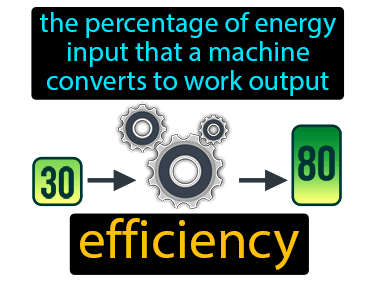 the percentage of energy
input that a machine
converts to work output
30
80
efficiency